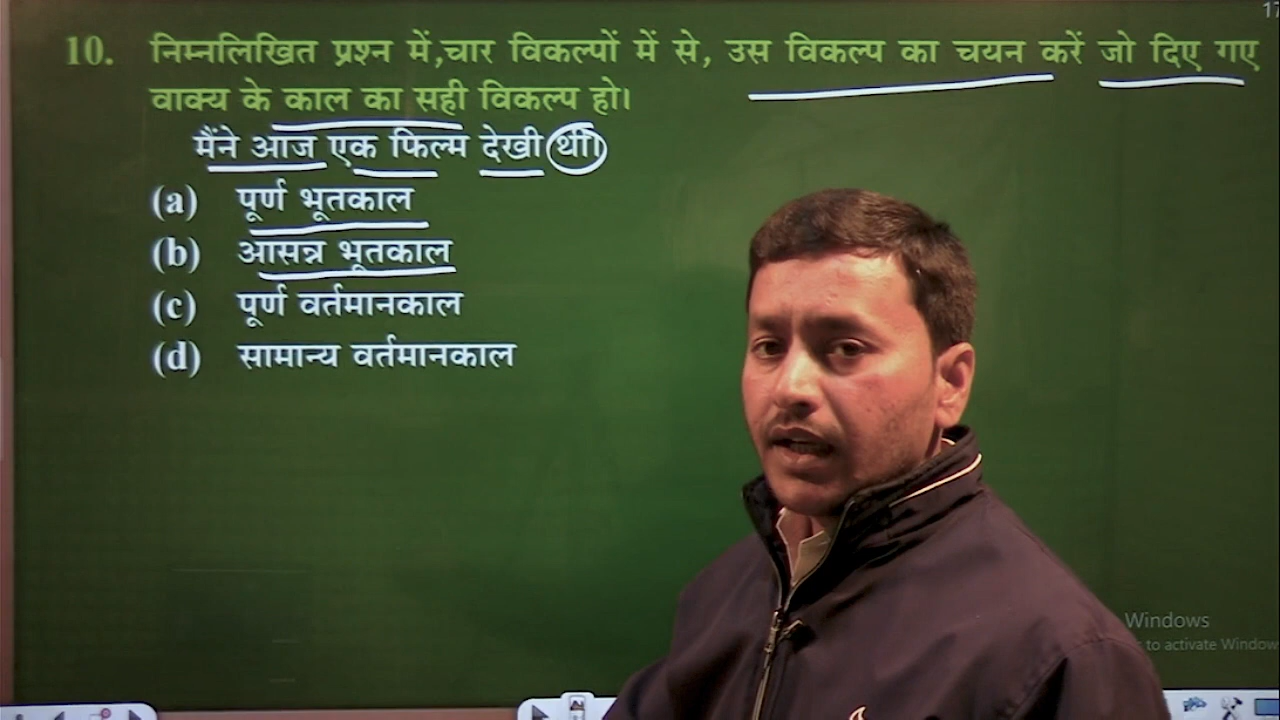 17
10. निम्नलिखित प्रश्न में,चार विकल्पों में से, उस विकल्प का चयन करें जो दिए गए
वाक्य के काल का सही विकल्प हो।
मैंने आज एक फिल्म देखी थी।
(a) पूर्ण भूतकाल
(b) आसन्न भूतकाल
(c) पूर्ण वर्तमानकाल
(d) सामान्य वर्तमानकाल
Windows
to activate Window